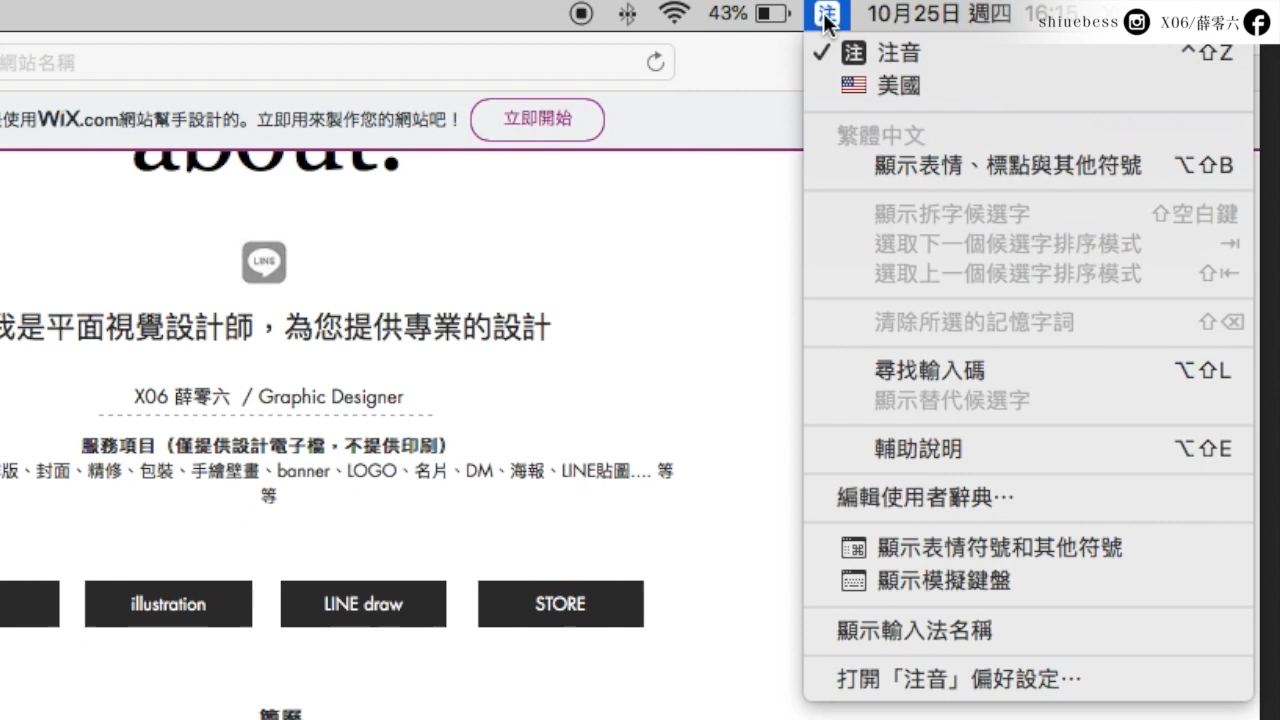 43% 注 10月25日 週四 16:15
shiuebess X06/薛零六
網站名稱
使用WiX.com網站幫手設計的。立即用來製作您的網站吧！ 立即開始
about.
LINE
我是平面視覺設計師，為您提供專業的設計
X06 薛零六 / Graphic Designer
服務項目（僅提供設計電子檔，不提供印刷）
版、封面、精修、包裝、手繪壁畫、banner、LOGO、名片、DM、海報、LINE貼圖.... 等
等
illustration LINE draw STORE
簡歷
✓ 注 注音 ^⇧Z
美國
繁體中文
顯示表情、標點與其他符號 ⌥⇧B
顯示拆字候選字 ⇧空白鍵
選取下一個候選字排序模式 ⇥
選取上一個候選字排序模式 ⇧⇤
清除所選的記憶字詞 ⇧⌫
尋找輸入碼 ⌥⇧L
顯示替代候選字
輔助說明 ⌥⇧E
編輯使用者辭典⋯
顯示表情符號和其他符號
顯示模擬鍵盤
顯示輸入法名稱
打開「注音」偏好設定⋯